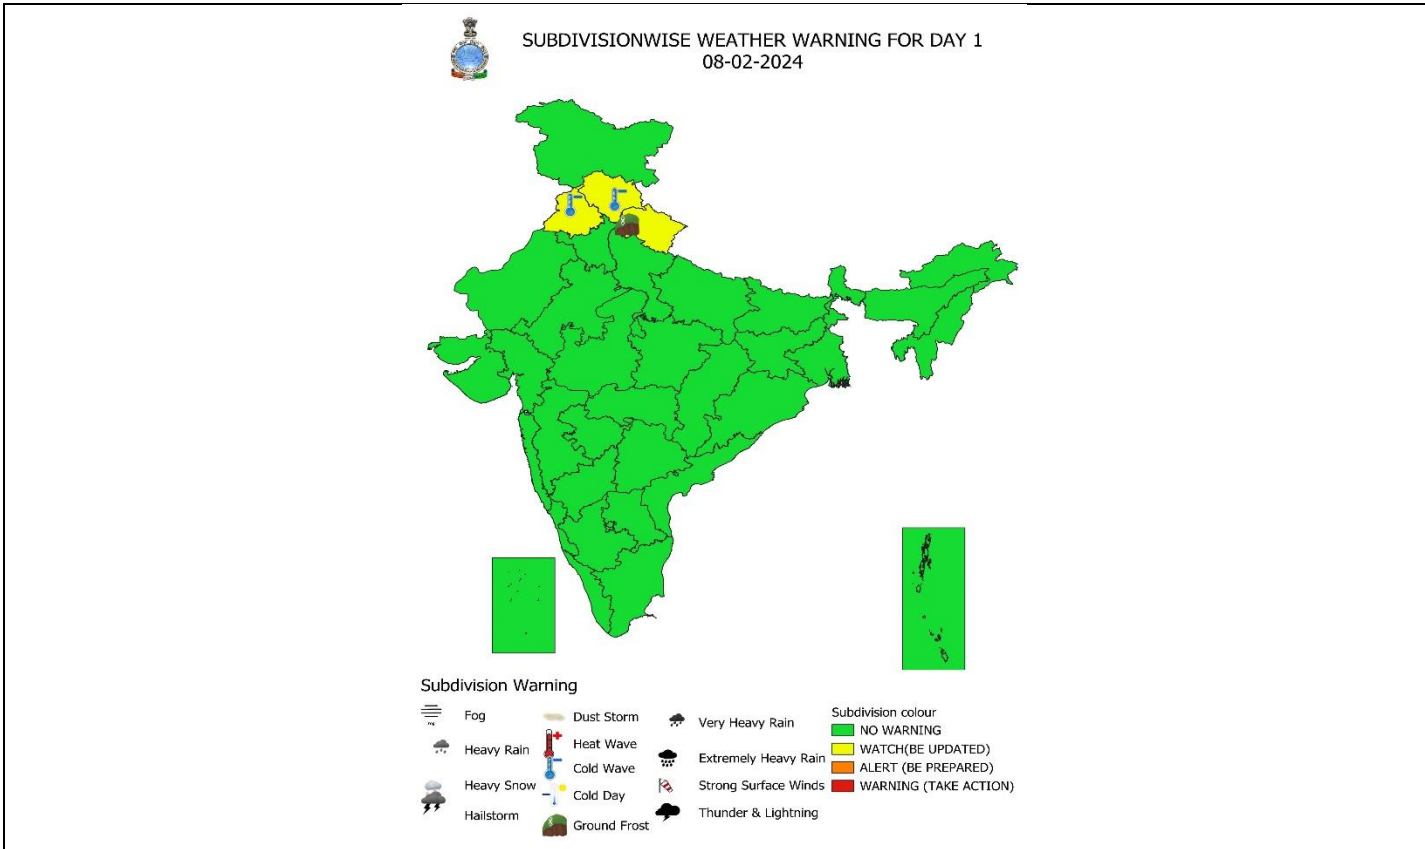 SUBDIVISIONWISE WEATHER WARNING FOR DAY 1
08-02-2024
Subdivision Warning
Fog
Heavy Rain
Heavy Snow
Hailstorm
Dust Storm
Heat Wave
Cold Wave
Cold Day
Ground Frost
Very Heavy Rain
Extremely Heavy Rain
Strong Surface Winds
Thunder & Lightning
Subdivision colour
NO WARNING
WATCH(BE UPDATED)
ALERT (BE PREPARED)
WARNING (TAKE ACTION)